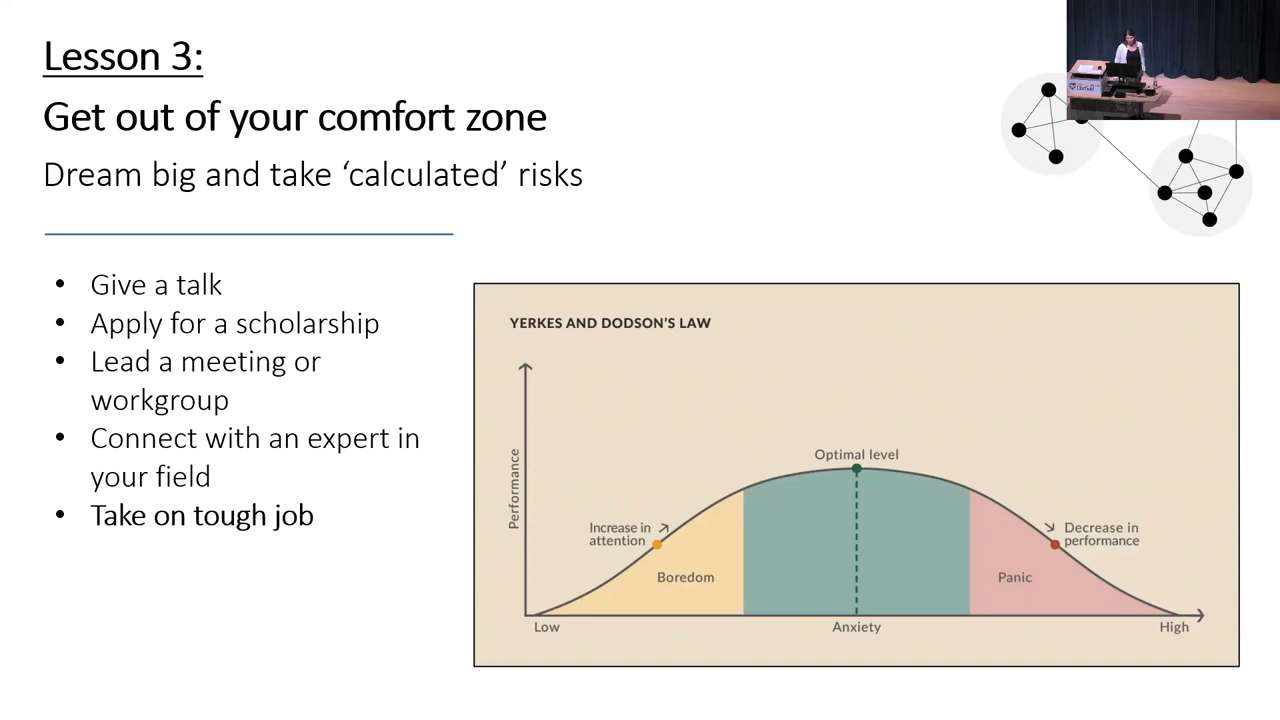 Lesson 3:
Get out of your comfort zone
Dream big and take ‘calculated’ risks
• Give a talk
• Apply for a scholarship
• Lead a meeting or
workgroup
• Connect with an expert in
your field
• Take on tough job
YERKES AND DODSON’S LAW
Performance
Optimal level
Increase in
attention
Decrease in
performance
Boredom
Panic
Low
Anxiety
High